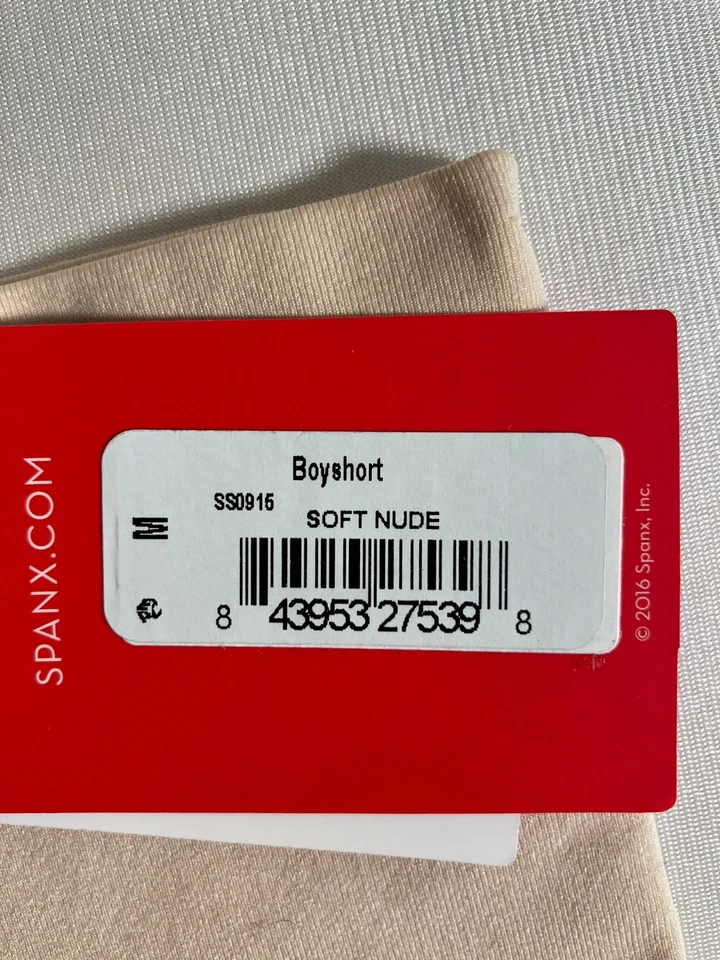 Boyshort
SS0915
SOFT NUDE
M
8 43953 27539 8
SPANX.COM
© 2016 Spanx, Inc.